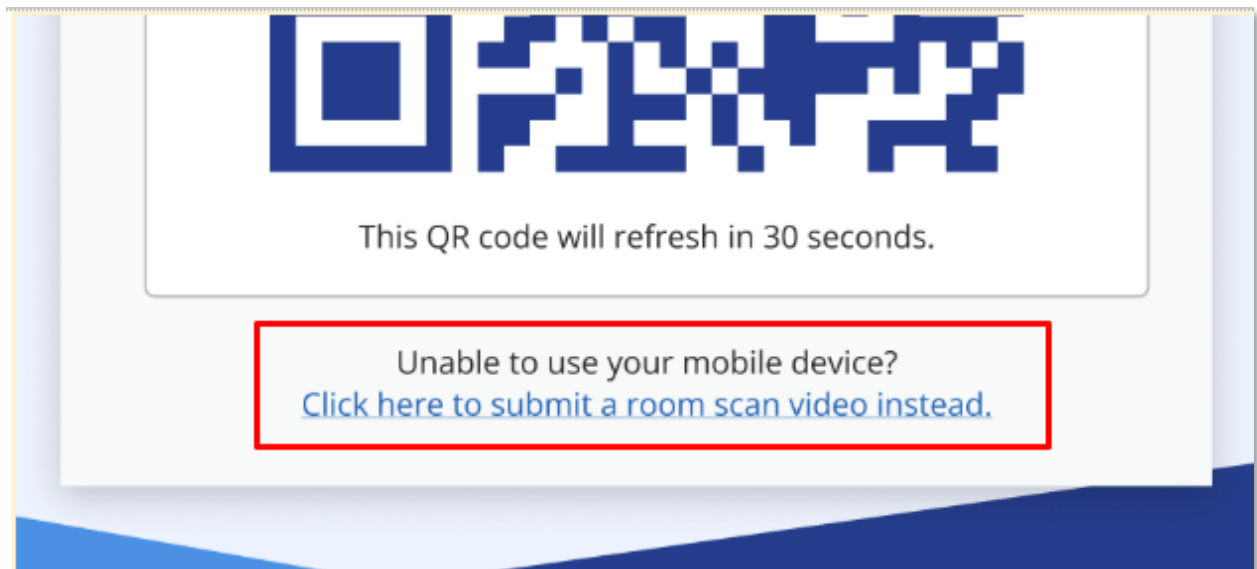 This QR code will refresh in 30 seconds.
Unable to use your mobile device?
Click here to submit a room scan video instead.